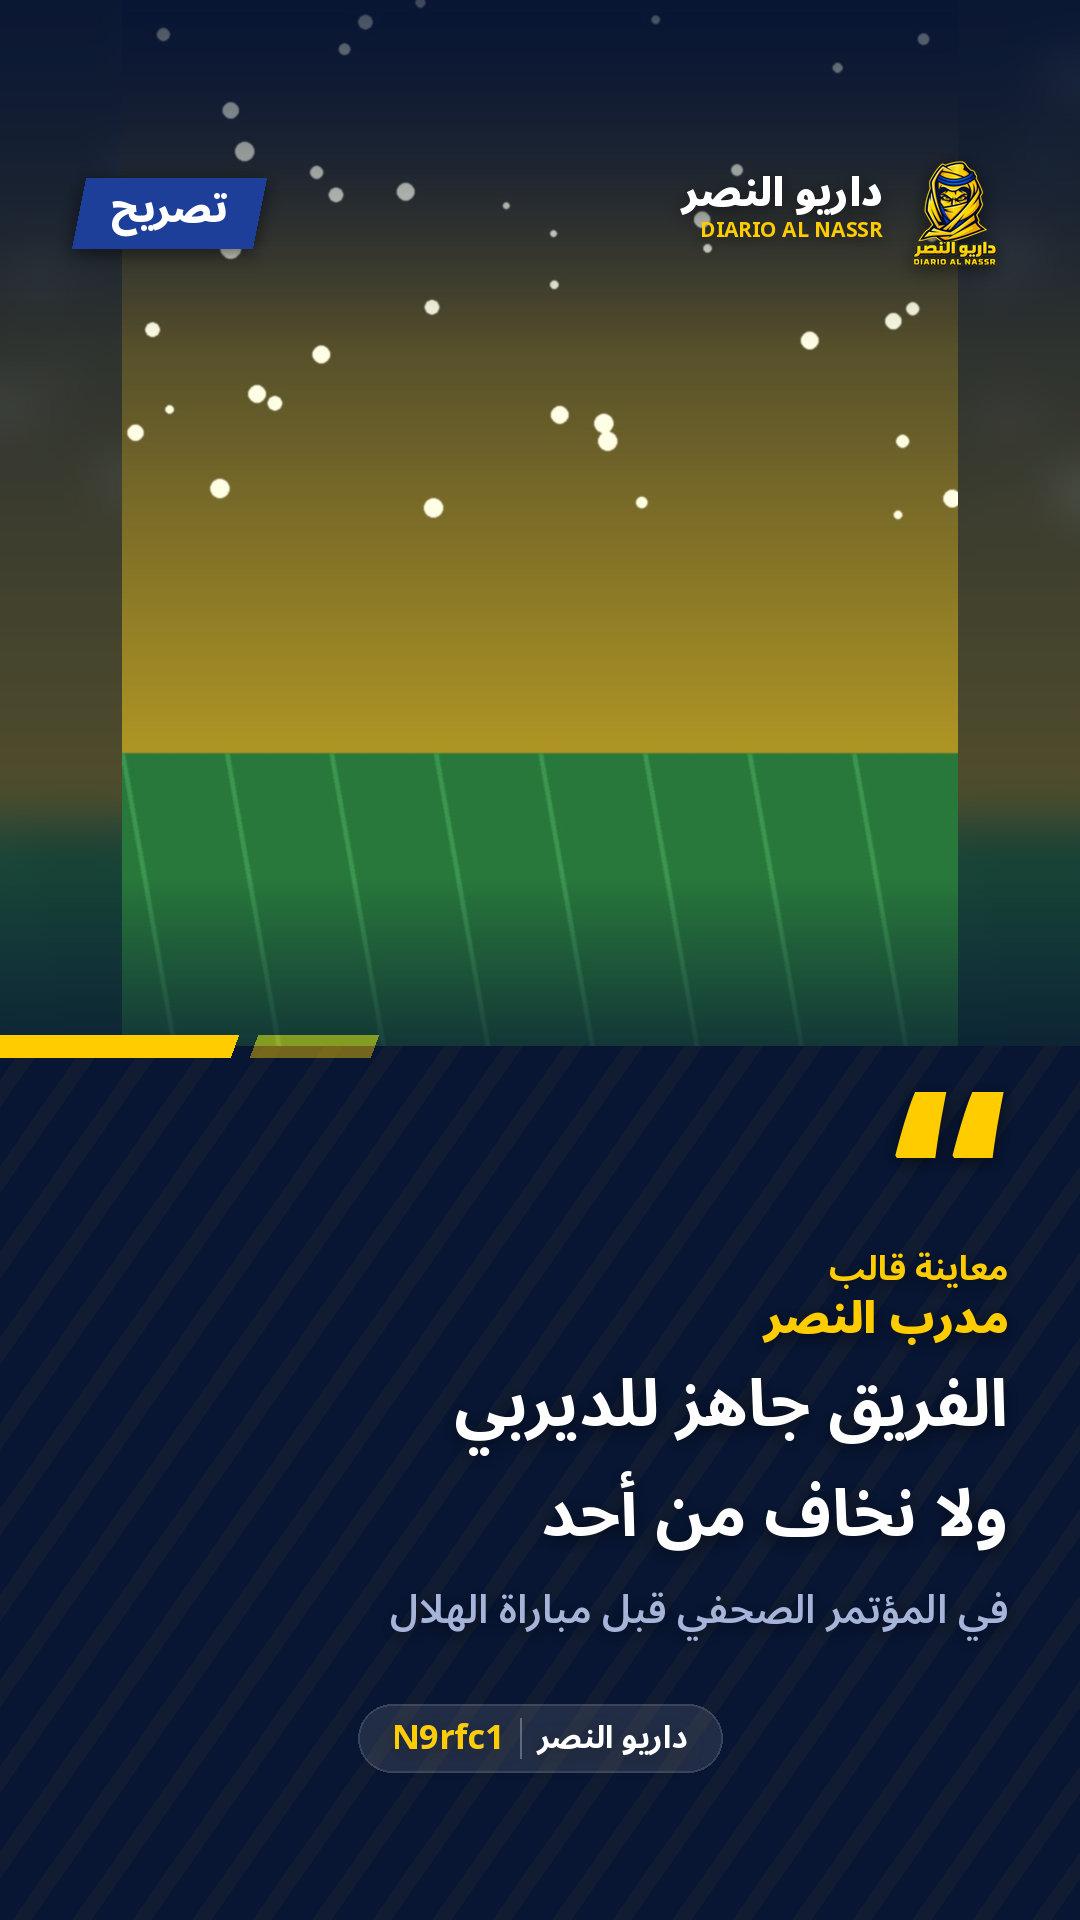 داريو النصر
DIARIO AL NASSR
داريو النصر
DIARIO AL NASSR
تصريح
"
معاينة قالب
مدرب النصر
الفريق جاهز للديربي
ولا نخاف من أحد
في المؤتمر الصحفي قبل مباراة الهلال
داريو النصر | N9rfc1